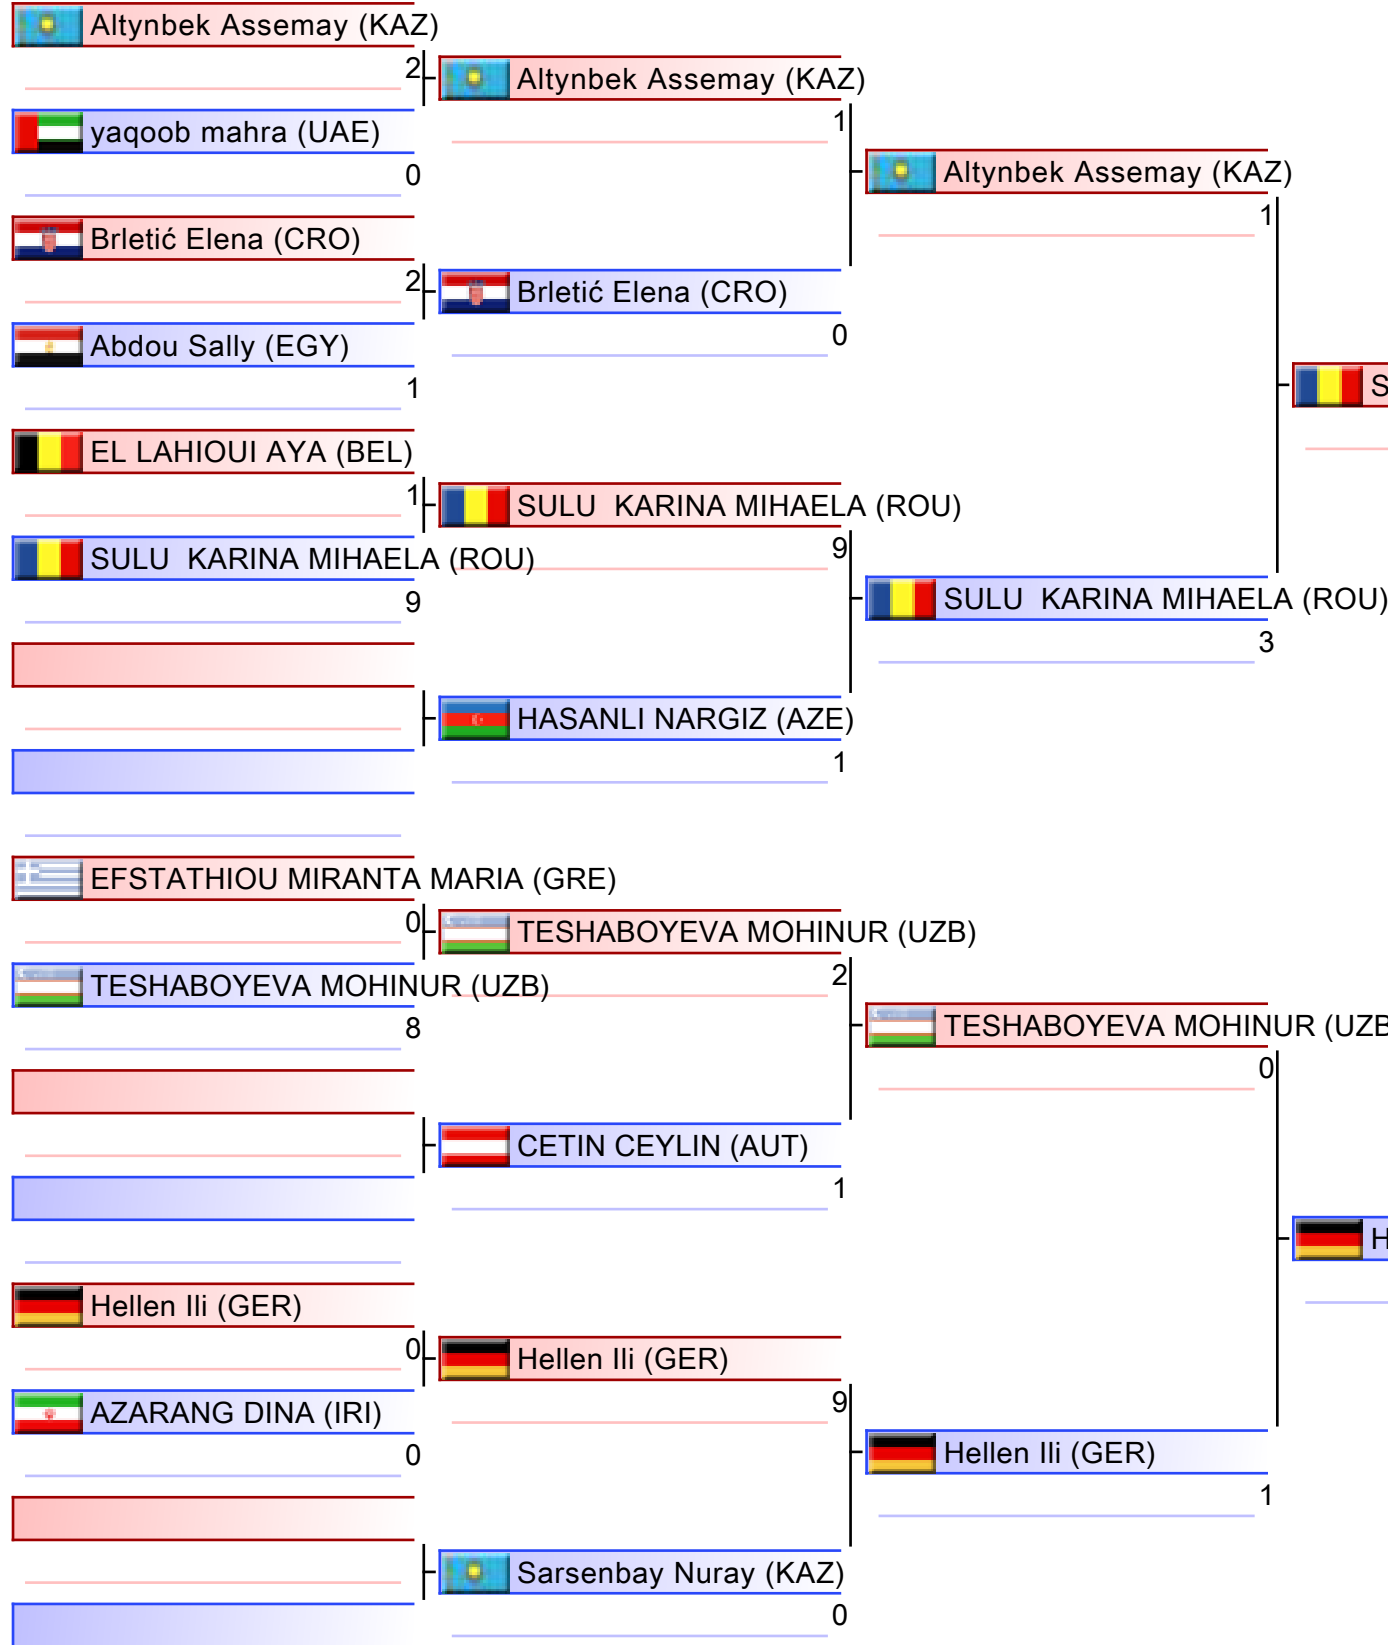 Altynbek Assemay (KAZ)
2
yaqoob mahra (UAE)
0
Brletić Elena (CRO)
2
Abdou Sally (EGY)
1
EL LAHIOUI AYA (BEL)
1
SULU  KARINA MIHAELA (ROU)
9
EFSTATHIOU MIRANTA MARIA (GRE)
0
TESHABOYEVA MOHINUR (UZB)
8
Hellen Ili (GER)
0
AZARANG DINA (IRI)
0
Altynbek Assemay (KAZ)
1
Brletić Elena (CRO)
0
SULU  KARINA MIHAELA (ROU)
9
HASANLI NARGIZ (AZE)
1
TESHABOYEVA MOHINUR (UZB)
2
CETIN CEYLIN (AUT)
1
Hellen Ili (GER)
9
Sarsenbay Nuray (KAZ)
0
Altynbek Assemay (KAZ)
1
SULU  KARINA MIHAELA (ROU)
3
TESHABOYEVA MOHINUR (UZB
0
Hellen Ili (GER)
1
S
H